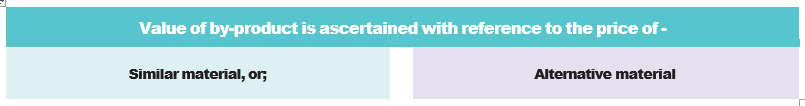 Value of by-product is ascertained with reference to the price of -
Similar material, or;
Alternative material